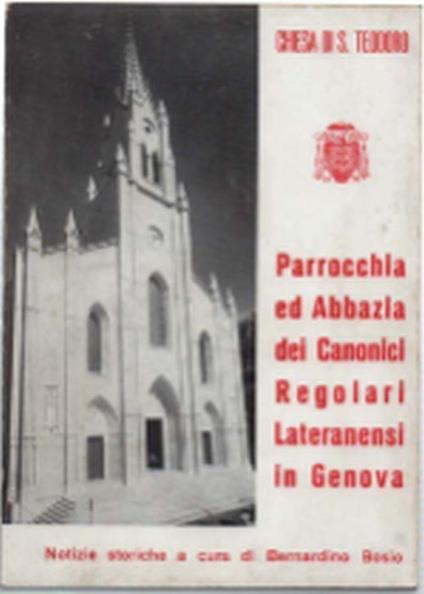 CHIESA DI S. TEODORO
Parrocchia
ed Abbazia
dei Canonici
Regolari
Lateranensi
in Genova
Notizie storiche a cura di Bernardino Bosio